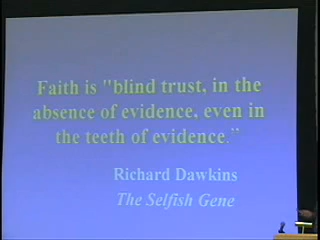 Faith is "blind trust, in the
absence of evidence, even in
the teeth of evidence."
Richard Dawkins
The Selfish Gene